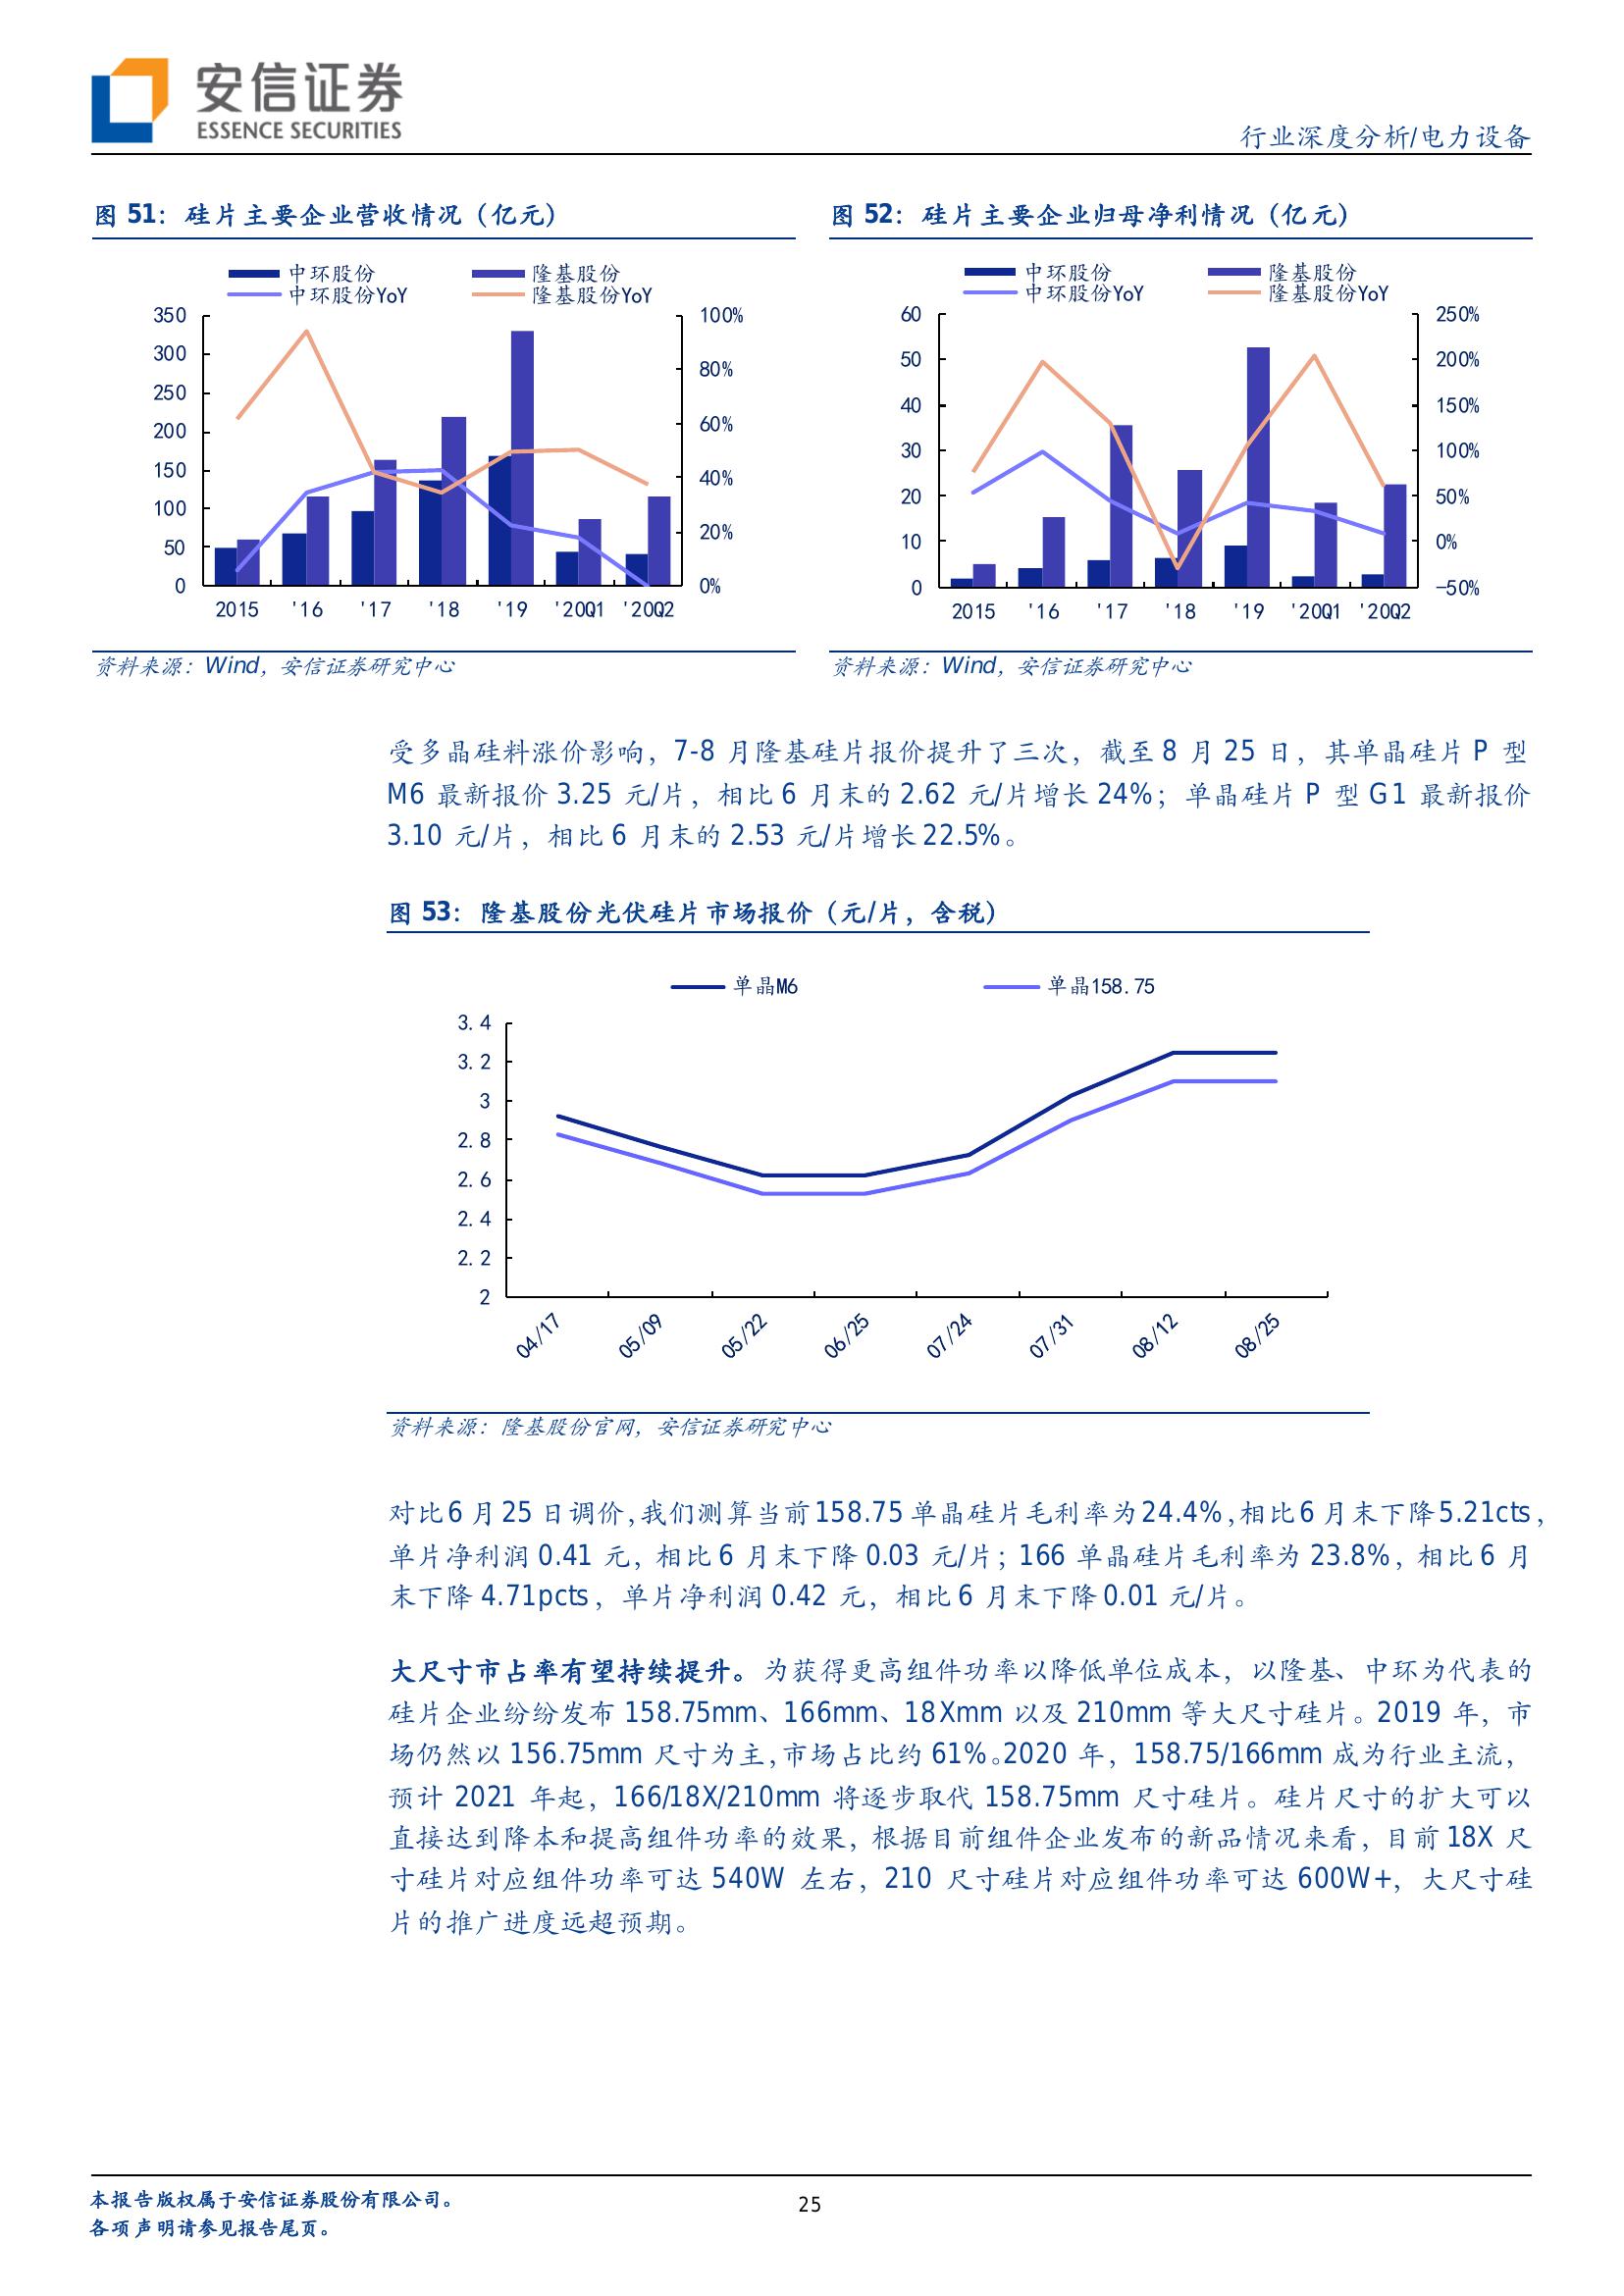 安信证券
ESSENCE SECURITIES
行业深度分析/电力设备
图 51：硅片主要企业营收情况（亿元）
中环股份 隆基股份
中环股份YoY 隆基股份YoY
350
300
250
200
150
100
50
0
100%
80%
60%
40%
20%
0%
2015 '16 '17 '18 '19 '20Q1 '20Q2
资料来源：Wind，安信证券研究中心
图 52：硅片主要企业归母净利情况（亿元）
中环股份 隆基股份
中环股份YoY 隆基股份YoY
60
50
40
30
20
10
0
250%
200%
150%
100%
50%
0%
-50%
2015 '16 '17 '18 '19 '20Q1 '20Q2
资料来源：Wind，安信证券研究中心
受多晶硅料涨价影响，7-8 月隆基硅片报价提升了三次，截至 8 月 25 日，其单晶硅片 P 型
M6 最新报价 3.25 元/片，相比 6 月末的 2.62 元/片增长 24%；单晶硅片 P 型 G1 最新报价
3.10 元/片，相比 6 月末的 2.53 元/片增长 22.5%。
图 53：隆基股份光伏硅片市场报价（元/片，含税）
单晶M6 单晶158.75
3.4
3.2
3
2.8
2.6
2.4
2.2
2
04/17 05/09 05/22 06/25 07/24 07/31 08/12 08/25
资料来源：隆基股份官网，安信证券研究中心
对比 6 月 25 日调价，我们测算当前 158.75 单晶硅片毛利率为 24.4%，相比 6 月末下降 5.21cts，
单片净利润 0.41 元，相比 6 月末下降 0.03 元/片；166 单晶硅片毛利率为 23.8%，相比 6 月
末下降 4.71pcts，单片净利润 0.42 元，相比 6 月末下降 0.01 元/片。
大尺寸市占率有望持续提升。为获得更高组件功率以降低单位成本，以隆基、中环为代表的
硅片企业纷纷发布 158.75mm、166mm、18Xmm 以及 210mm 等大尺寸硅片。2019 年，市
场仍然以 156.75mm 尺寸为主，市场占比约 61%。2020 年，158.75/166mm 成为行业主流，
预计 2021 年起，166/18X/210mm 将逐步取代 158.75mm 尺寸硅片。硅片尺寸的扩大可以
直接达到降本和提高组件功率的效果，根据目前组件企业发布的新品情况来看，目前 18X 尺
寸硅片对应组件功率可达 540W 左右，210 尺寸硅片对应组件功率可达 600W+，大尺寸硅
片的推广进度远超预期。
本报告版权属于安信证券股份有限公司。
各项声明请参见报告尾页。
25